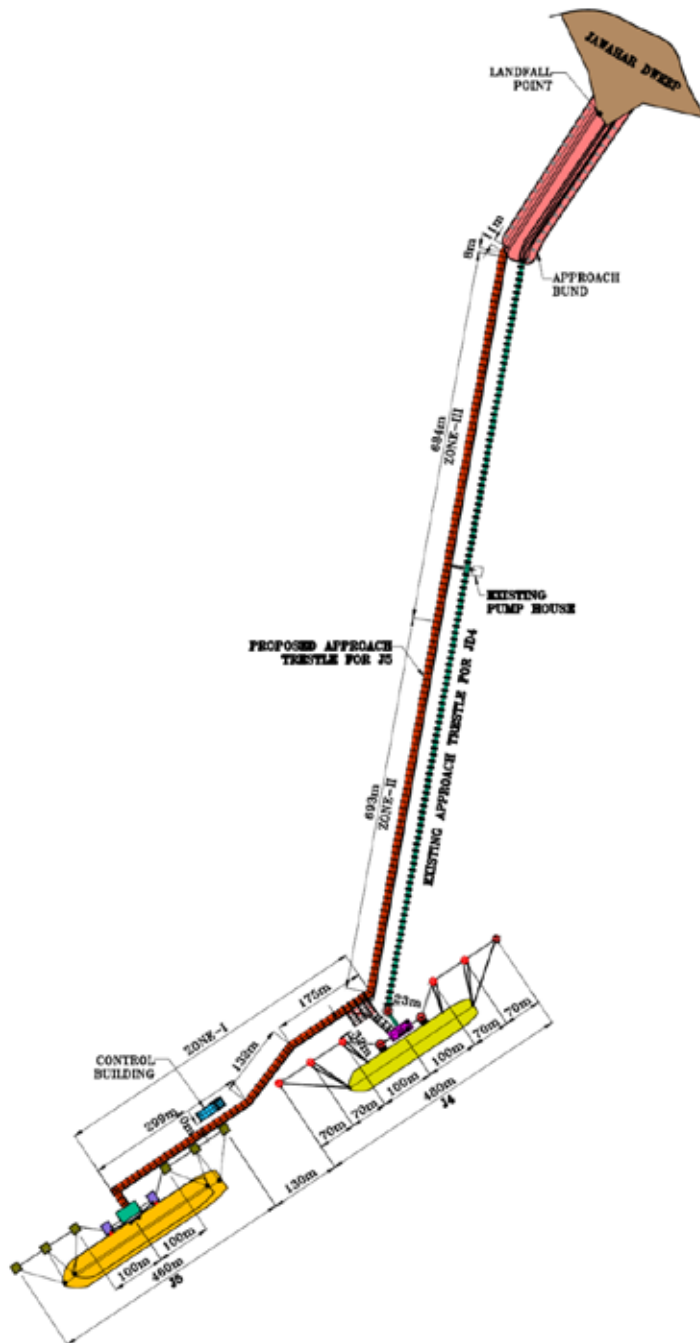 JAWAHAR DWEEP
LANDFALL
POINT
11m
8m
APPROACH
BUND
684m
ZONE-III
EXISTING
PUMP HOUSE
PROPOSED APPROACH
TRESTLE FOR J5
EXISTING APPROACH TRESTLE FOR JD4
693m
ZONE-II
ZONE-I
175m
23m
132m
CONTROL
BUILDING
299m
70m
70m
100m
100m
70m
70m
480m
J4
130m
100m
100m
460m
J5